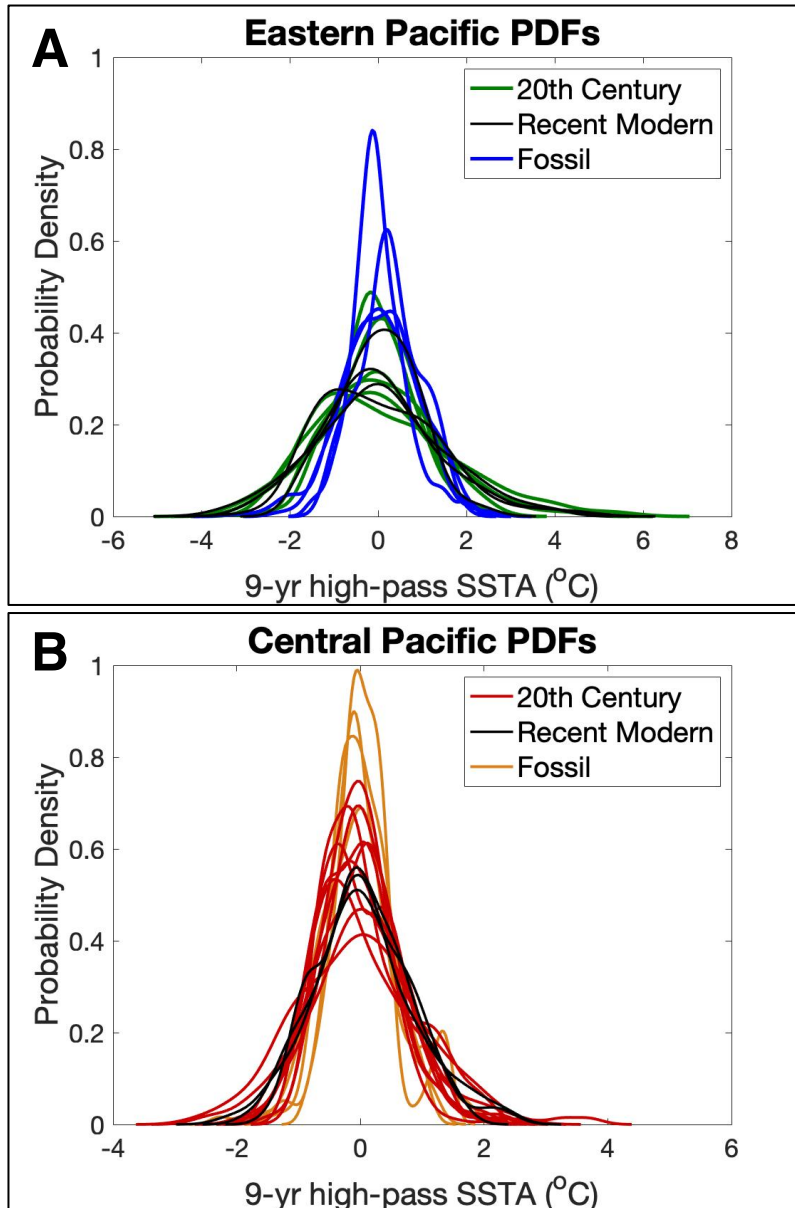 A
Eastern Pacific PDFs
20th Century
Recent Modern
Fossil
Probability Density
1
0.8
0.6
0.4
0.2
0
-6 -4 -2 0 2 4 6 8
9-yr high-pass SSTA (°C)
B
Central Pacific PDFs
20th Century
Recent Modern
Fossil
Probability Density
1
0.8
0.6
0.4
0.2
0
-4 -2 0 2 4 6
9-yr high-pass SSTA (°C)